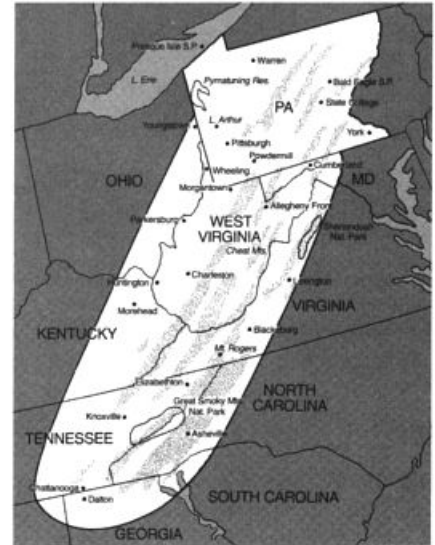 Presque Isle S.P.
Warren
L. Erie
Pymatuning Res.
Bald Eagle S.P.
PA
State College
L. Arthur
Youngstown
York
Pittsburgh
Powdermill
Wheeling
Cumberland
OHIO
MD
Morgantown
Allegheny Front
WEST
VIRGINIA
Parkersburg
Shenandoah
Nat. Park
Cheat Mts.
Charleston
Huntington
Lexington
Morehead
VIRGINIA
KENTUCKY
Blacksburg
Mt. Rogers
Elizabethton
NORTH
CAROLINA
Great Smoky Mts.
Nat. Park
Knoxville
TENNESSEE
Asheville
Chattanooga
Dalton
SOUTH CAROLINA
GEORGIA